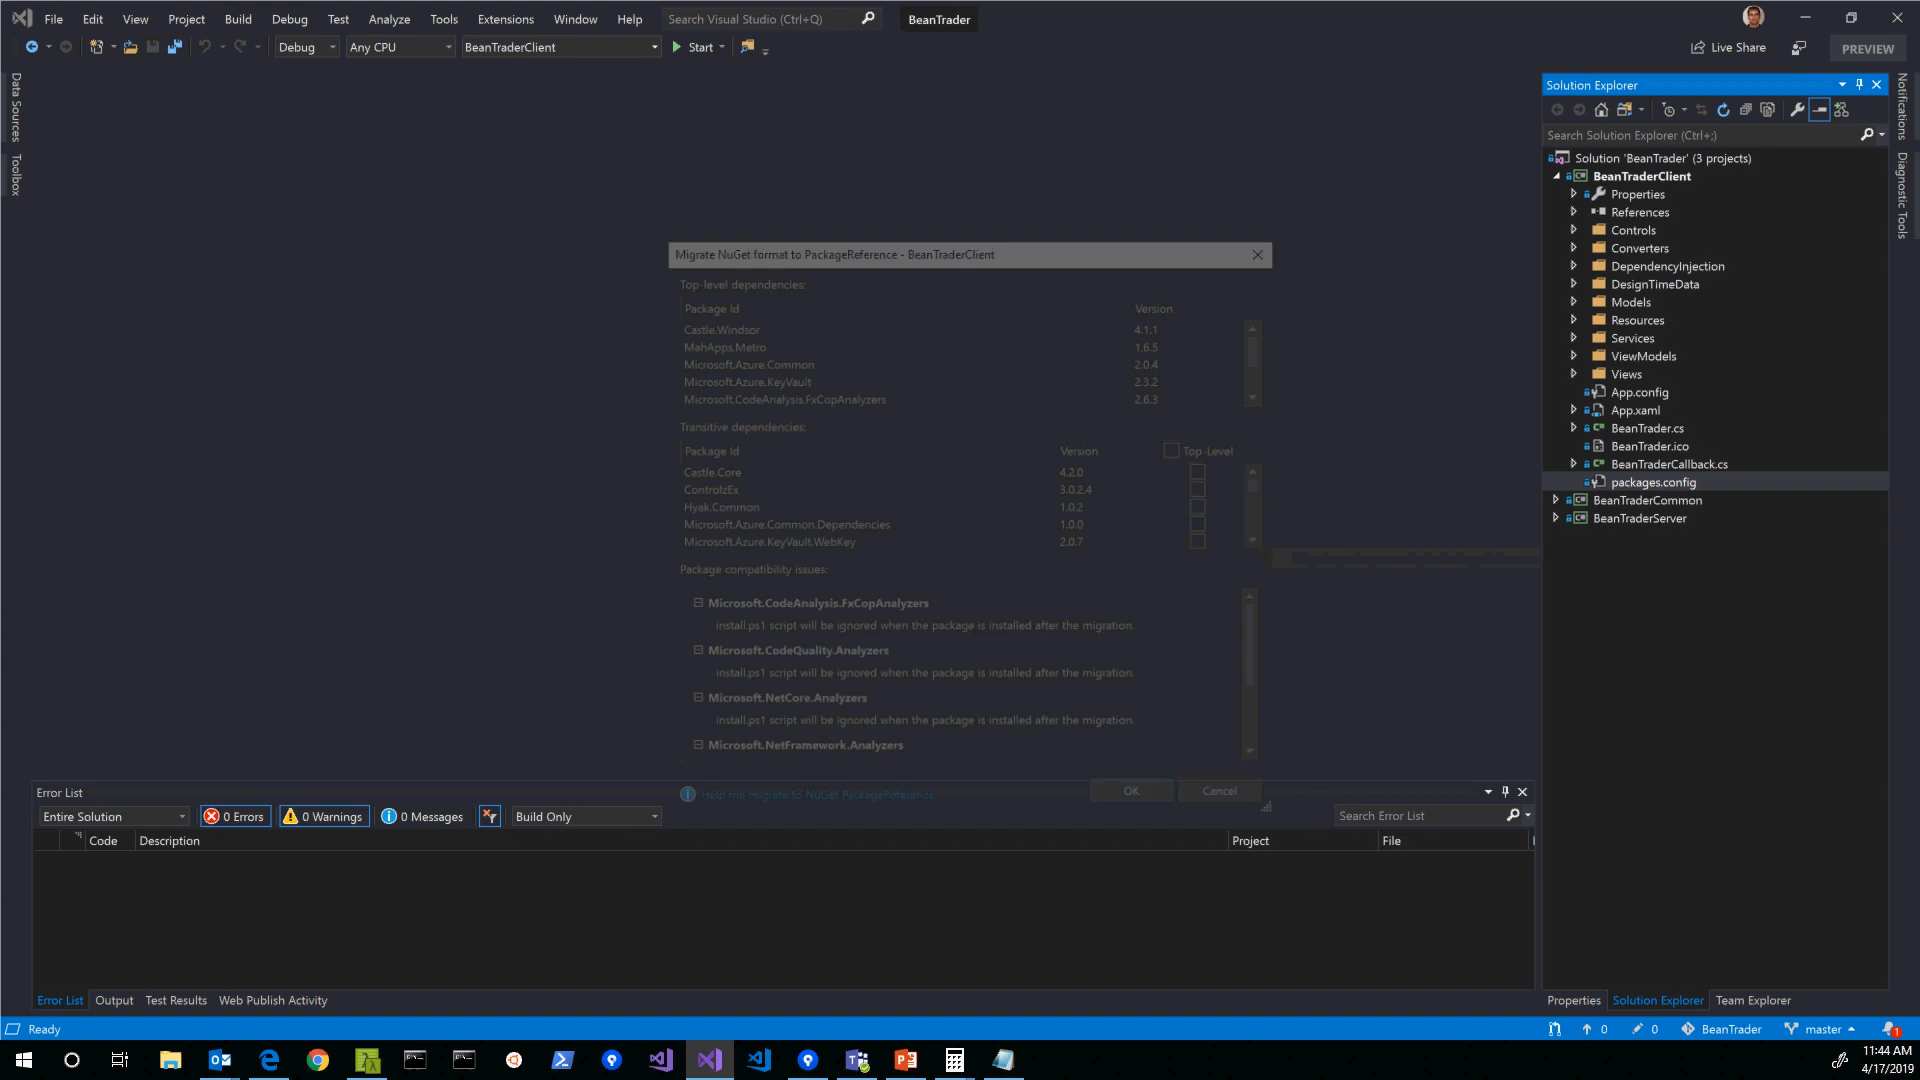 File Edit View Project Build Debug Test Analyze Tools Extensions Window Help Search Visual Studio (Ctrl+Q) BeanTrader
Debug Any CPU BeanTraderClient Start Live Share PREVIEW
Data Sources
Toolbox
Migrate NuGet format to PackageReference - BeanTraderClient
Top-level dependencies:
Package Id Version
Castle.Windsor 4.1.1
MahApps.Metro 1.6.5
Microsoft.Azure.Common 2.0.4
Microsoft.Azure.KeyVault 2.3.2
Microsoft.CodeAnalysis.FxCopAnalyzers 2.6.3
Transitive dependencies:
Package Id Version Top-Level
Castle.Core 4.2.0
ControlzEx 3.0.2.4
Hyak.Common 1.0.2
Microsoft.Azure.Common.Dependencies 1.0.0
Microsoft.Azure.KeyVault.WebKey 2.0.7
Package compatibility issues:
Microsoft.CodeAnalysis.FxCopAnalyzers
install.ps1 script will be ignored when the package is installed after the migration.
Microsoft.CodeQuality.Analyzers
install.ps1 script will be ignored when the package is installed after the migration.
Microsoft.NetCore.Analyzers
install.ps1 script will be ignored when the package is installed after the migration.
Microsoft.NetFramework.Analyzers
Help me migrate to NuGet PackageReference OK Cancel
Solution Explorer
Search Solution Explorer (Ctrl+;)
Solution 'BeanTrader' (3 projects)
BeanTraderClient
Properties
References
Controls
Converters
DependencyInjection
DesignTimeData
Models
Resources
Services
ViewModels
Views
App.config
App.xaml
BeanTrader.cs
BeanTrader.ico
BeanTraderCallback.cs
packages.config
BeanTraderCommon
BeanTraderServer
Notifications
Diagnostic Tools
Error List
Entire Solution 0 Errors 0 Warnings 0 Messages Build Only Search Error List
Code Description Project File
Error List Output Test Results Web Publish Activity
Properties Solution Explorer Team Explorer
Ready 0 0 BeanTrader master 1
11:44 AM
4/17/2019